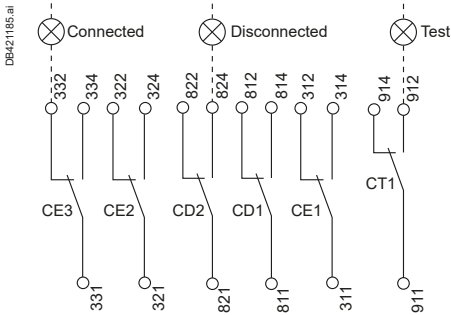 DB421185.ai
Connected
Disconnected
Test
332
334
322
324
822
824
812
814
312
314
914
912
CE3
CE2
CD2
CD1
CE1
CT1
331
321
821
811
311
911